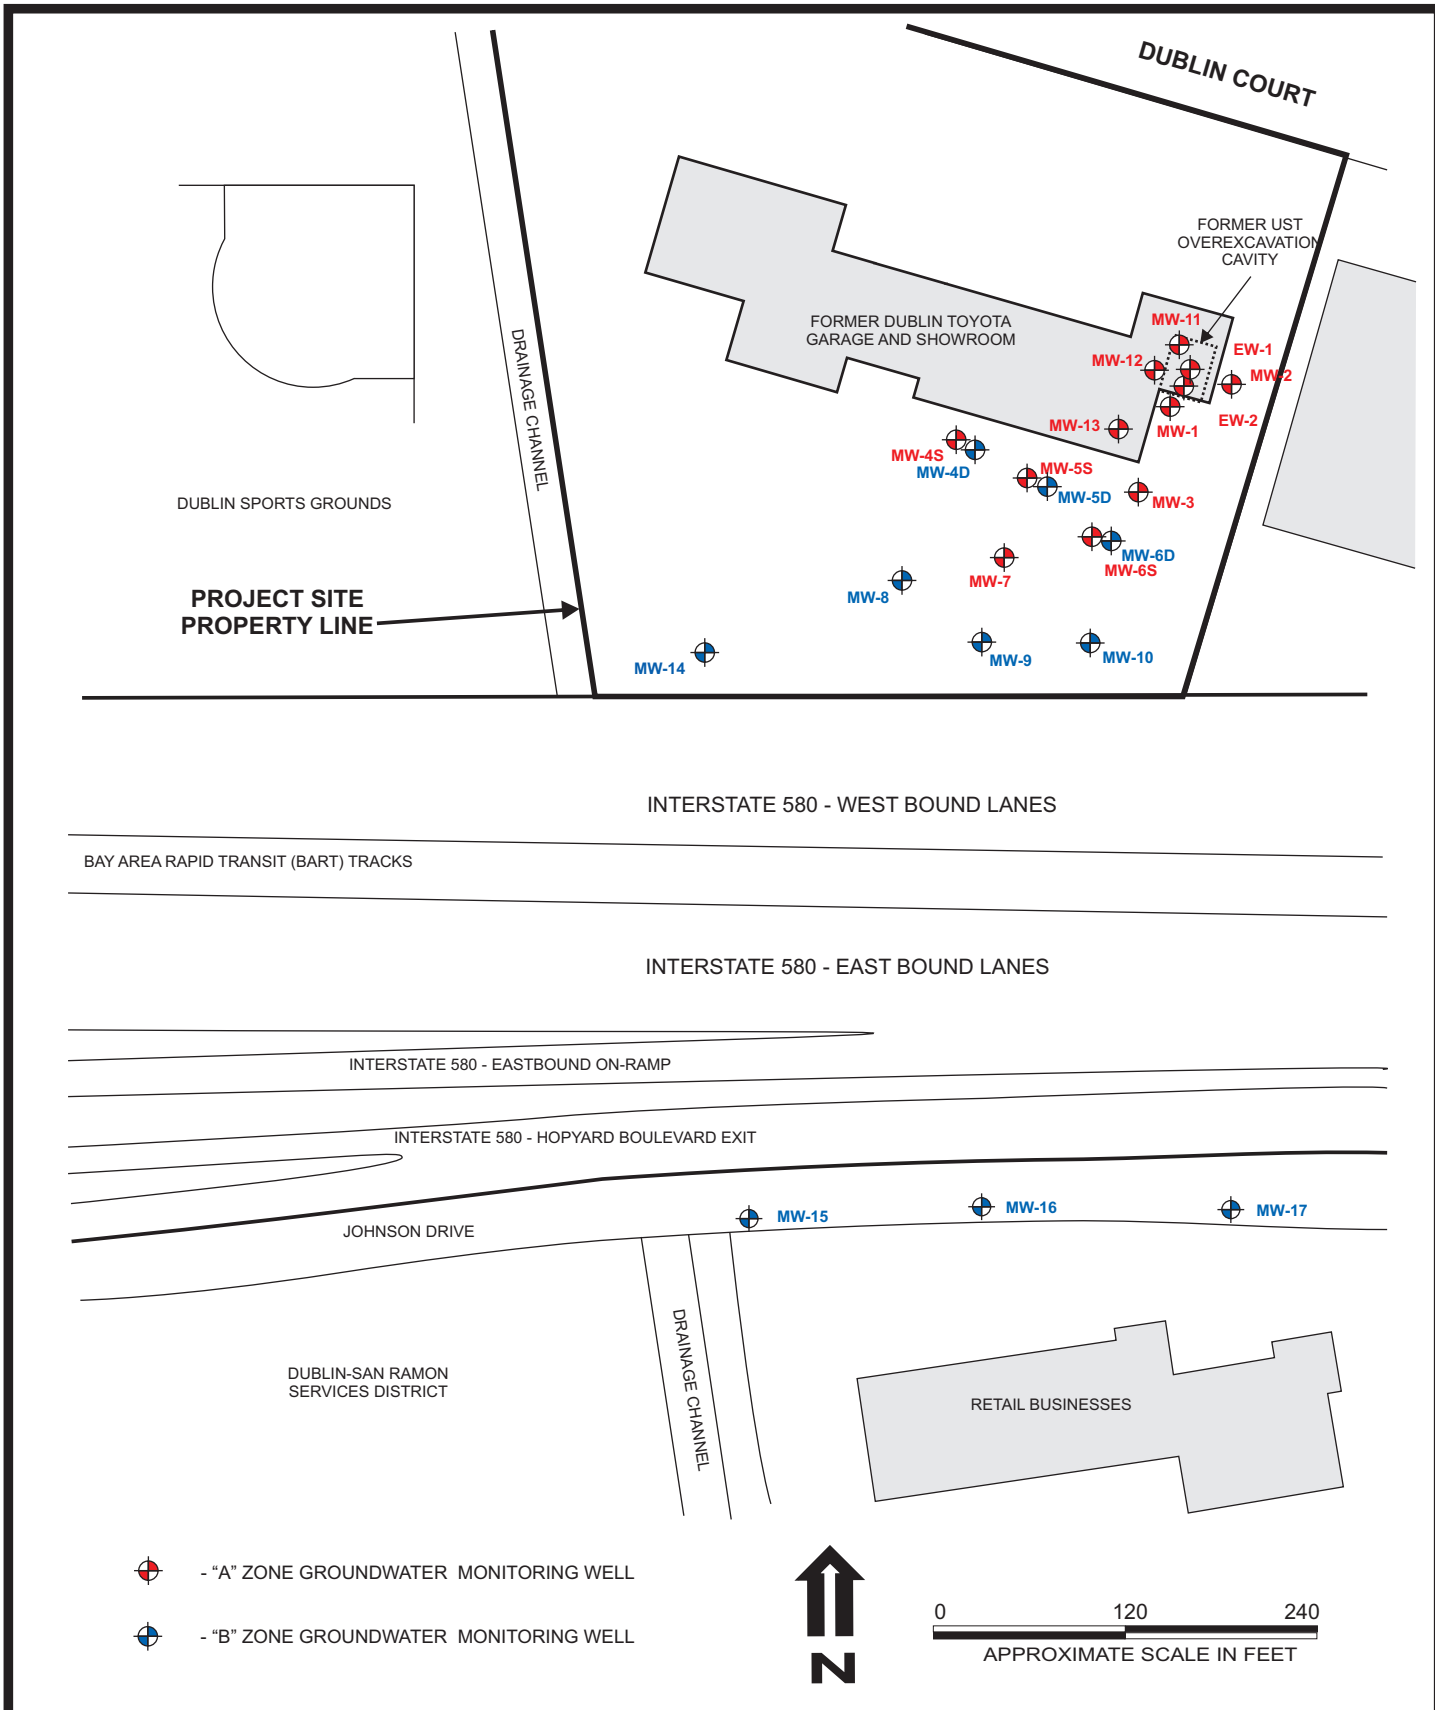 DUBLIN COURT
FORMER UST
OVEREXCAVATION
CAVITY
FORMER DUBLIN TOYOTA
GARAGE AND SHOWROOM
MW-11
EW-1
MW-12
MW-2
EW-2
MW-1
MW-13
MW-4S
MW-4D
MW-5S
MW-5D
MW-3
MW-6D
MW-6S
MW-7
MW-8
MW-9
MW-10
MW-14
DRAINAGE CHANNEL
DUBLIN SPORTS GROUNDS
PROJECT SITE
PROPERTY LINE
INTERSTATE 580 - WEST BOUND LANES
BAY AREA RAPID TRANSIT (BART) TRACKS
INTERSTATE 580 - EAST BOUND LANES
INTERSTATE 580 - EASTBOUND ON-RAMP
INTERSTATE 580 - HOPYARD BOULEVARD EXIT
JOHNSON DRIVE
MW-15
MW-16
MW-17
DRAINAGE CHANNEL
DUBLIN-SAN RAMON
SERVICES DISTRICT
RETAIL BUSINESSES
- “A” ZONE GROUNDWATER MONITORING WELL
- “B” ZONE GROUNDWATER MONITORING WELL
N
0 120 240
APPROXIMATE SCALE IN FEET